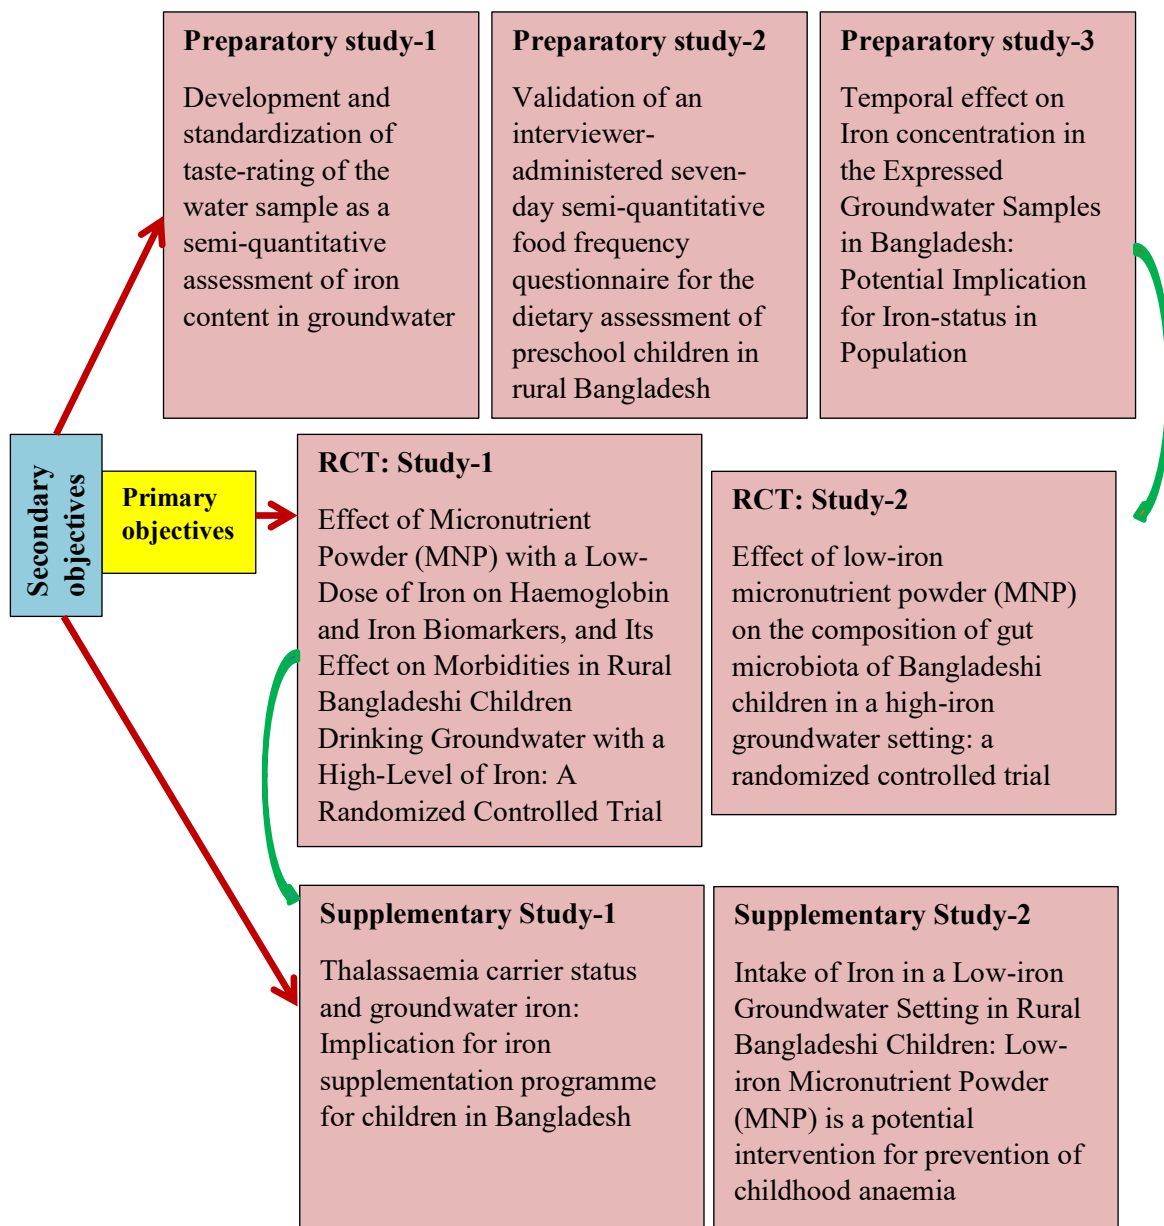 Preparatory study-1
Development and
standardization of
taste-rating of the
water sample as a
semi-quantitative
assessment of iron
content in groundwater
Preparatory study-2
Validation of an
interviewer-
administered seven-
day semi-quantitative
food frequency
questionnaire for the
dietary assessment of
preschool children in
rural Bangladesh
Preparatory study-3
Temporal effect on
Iron concentration in
the Expressed
Groundwater Samples
in Bangladesh:
Potential Implication
for Iron-status in
Population
Secondary
objectives
Primary
objectives
RCT: Study-1
Effect of Micronutrient
Powder (MNP) with a Low-
Dose of Iron on Haemoglobin
and Iron Biomarkers, and Its
Effect on Morbidities in Rural
Bangladeshi Children
Drinking Groundwater with a
High-Level of Iron: A
Randomized Controlled Trial
RCT: Study-2
Effect of low-iron
micronutrient powder (MNP)
on the composition of gut
microbiota of Bangladeshi
children in a high-iron
groundwater setting: a
randomized controlled trial
Supplementary Study-1
Thalassaemia carrier status
and groundwater iron:
Implication for iron
supplementation programme
for children in Bangladesh
Supplementary Study-2
Intake of Iron in a Low-iron
Groundwater Setting in Rural
Bangladeshi Children: Low-
iron Micronutrient Powder
(MNP) is a potential
intervention for prevention of
childhood anaemia